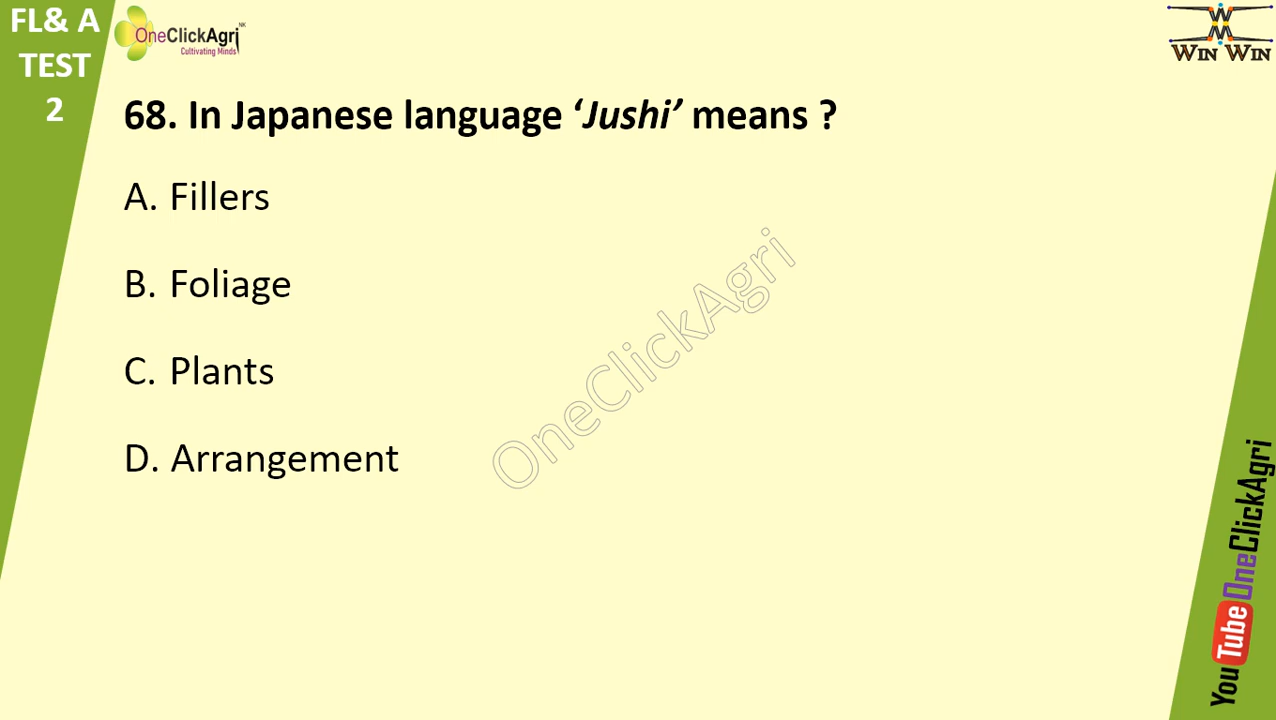 FL& A
TEST
2
OneClickAgri NK
Cultivating Minds
WIN WIN
68. In Japanese language ‘Jushi’ means ?
A. Fillers
B. Foliage
C. Plants
D. Arrangement
OneClickAgri
YouTube OneClickAgri